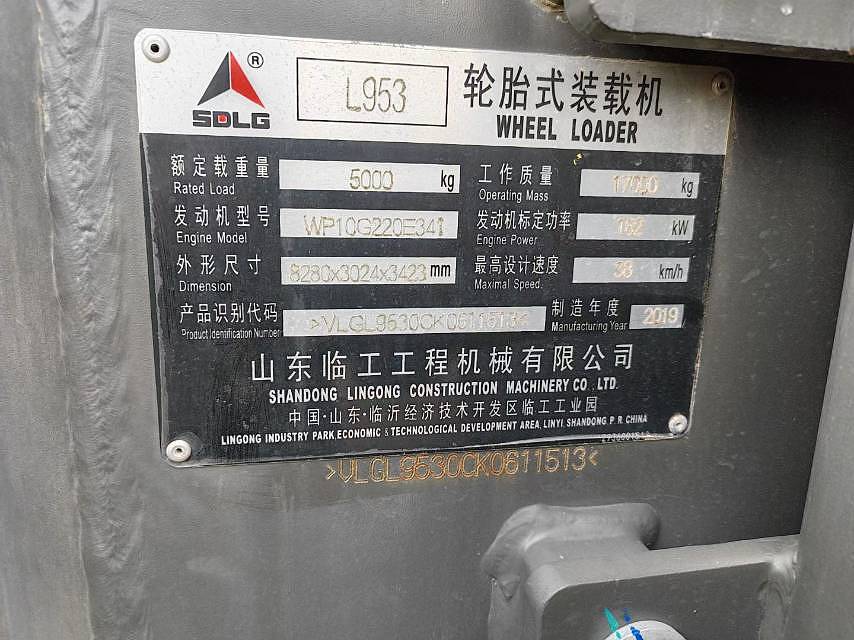 SDLG ®
L953
轮胎式装载机
WHEEL LOADER
额定载重量 5000 kg
Rated Load
工作质量 17050 kg
Operating Mass
发动机型号 WP10G220E341
Engine Model
发动机标定功率 162 kW
Engine Power
外形尺寸 8280x3024x3423 mm
Dimension
最高设计速度 38 km/h
Maximal Speed
产品识别代码 >VLGL9530CK0611513<
Product Identification Number
制造年度 2019
Manufacturing Year
山东临工工程机械有限公司
SHANDONG LINGONG CONSTRUCTION MACHINERY CO., LTD.
中国·山东·临沂经济技术开发区临工工业园
LINGONG INDUSTRY PARK,ECONOMIC & TECHNOLOGICAL DEVELOPMENT AREA, LINYI, SHANDONG, P. R. CHINA
>VLGL9530CK0611513<